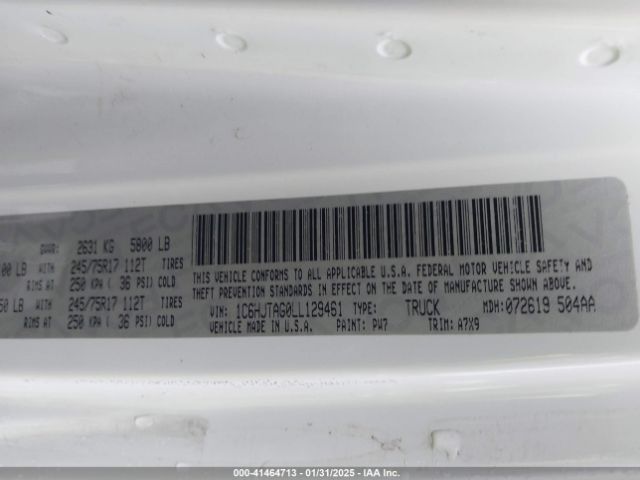 GVWR: 2631 KG 5800 LB
00 LB WITH 245/75R17 112T TIRES
RIMS AT 250 KPA ( 36 PSI) COLD
50 LB WITH 245/75R17 112T TIRES
RIMS AT 250 KPA ( 36 PSI) COLD
THIS VEHICLE CONFORMS TO ALL APPLICABLE U.S.A. FEDERAL MOTOR VEHICLE SAFETY AND
THEFT PREVENTION STANDARDS IN EFFECT ON THE DATE OF MANUFACTURE SHOWN ABOVE.
VIN: 1C6HJTAG0LL129461 TYPE: TRUCK MDH:072619 504AA
VEHICLE MADE IN U.S.A. PAINT: PW7 TRIM: A7X9
000-41464713 - 01/31/2025 - IAA Inc.